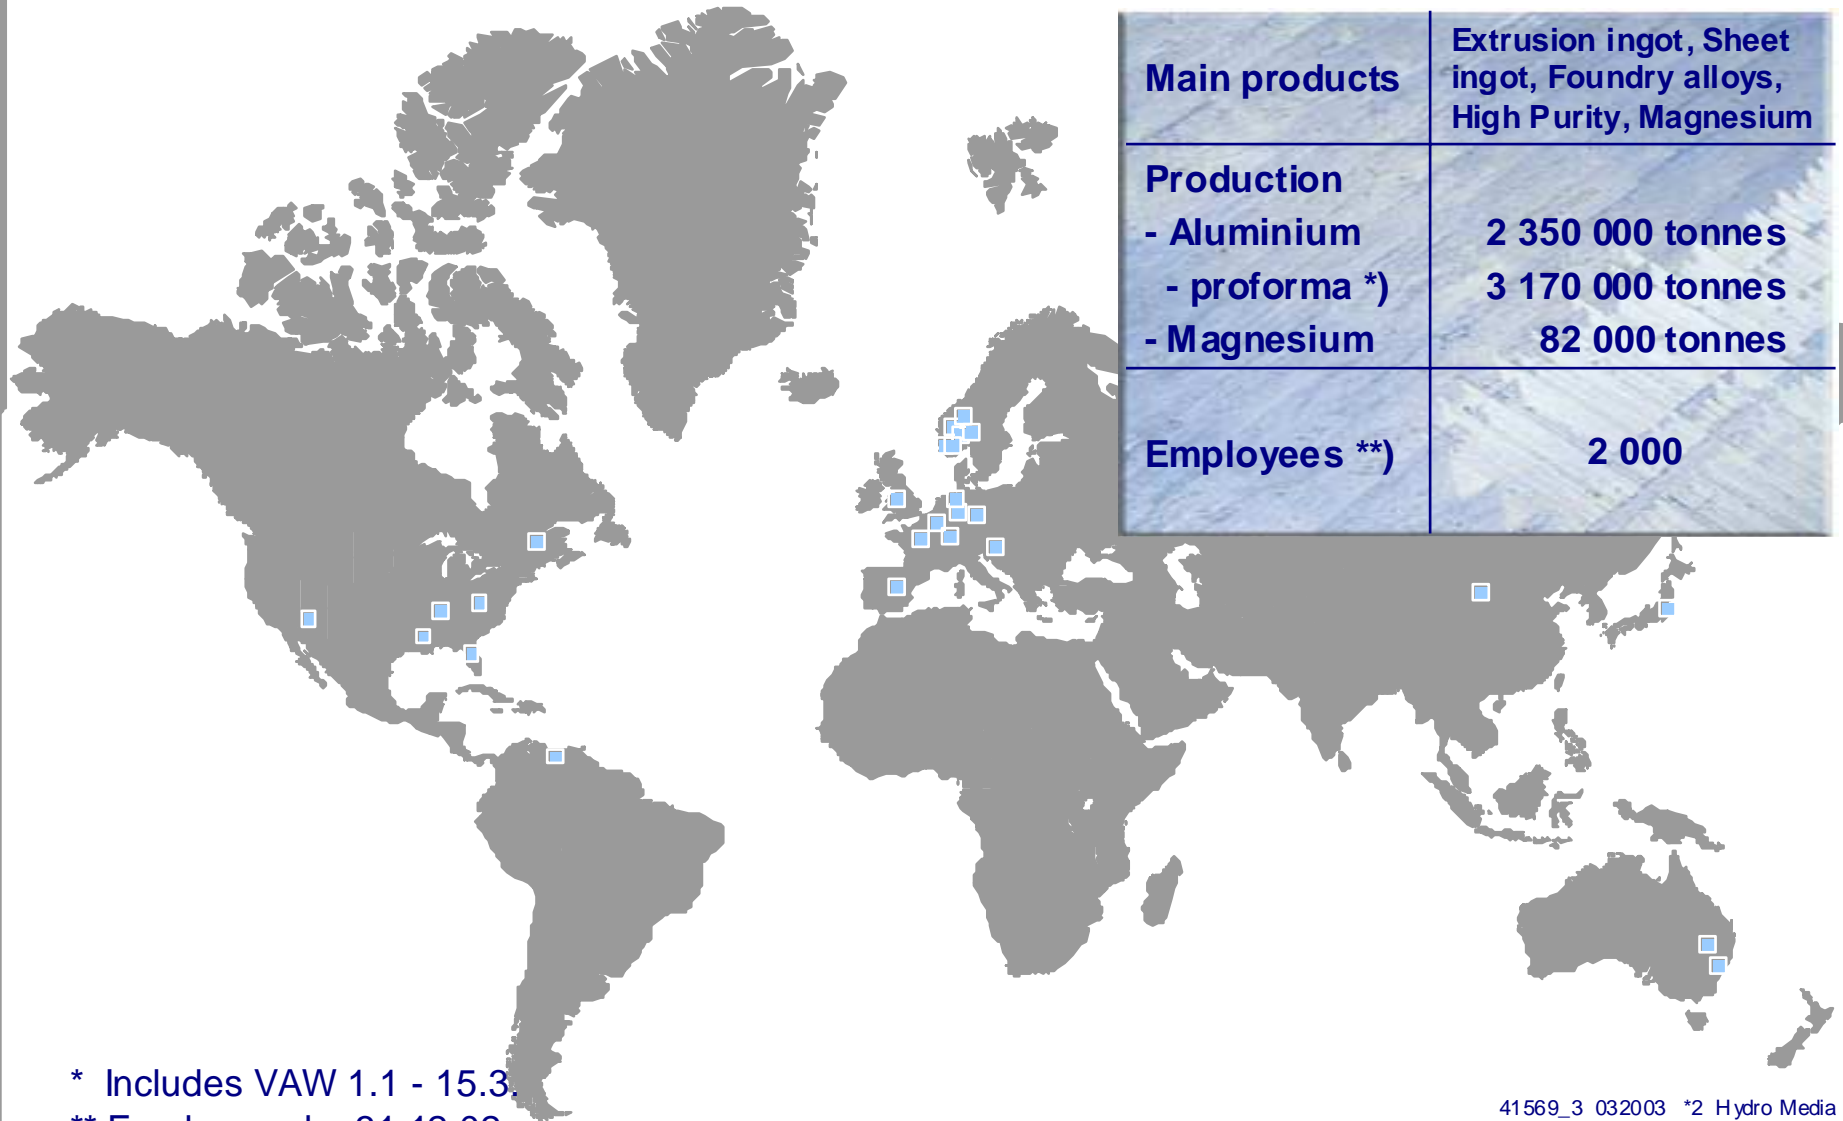 Main products
Extrusion ingot, Sheet
ingot, Foundry alloys,
High Purity, Magnesium
Production
- Aluminium 2 350 000 tonnes
- proforma *) 3 170 000 tonnes
- Magnesium 82 000 tonnes
Employees **) 2 000
* Includes VAW 1.1 - 15.3.
**
41569_3 032003 *2 Hydro Media